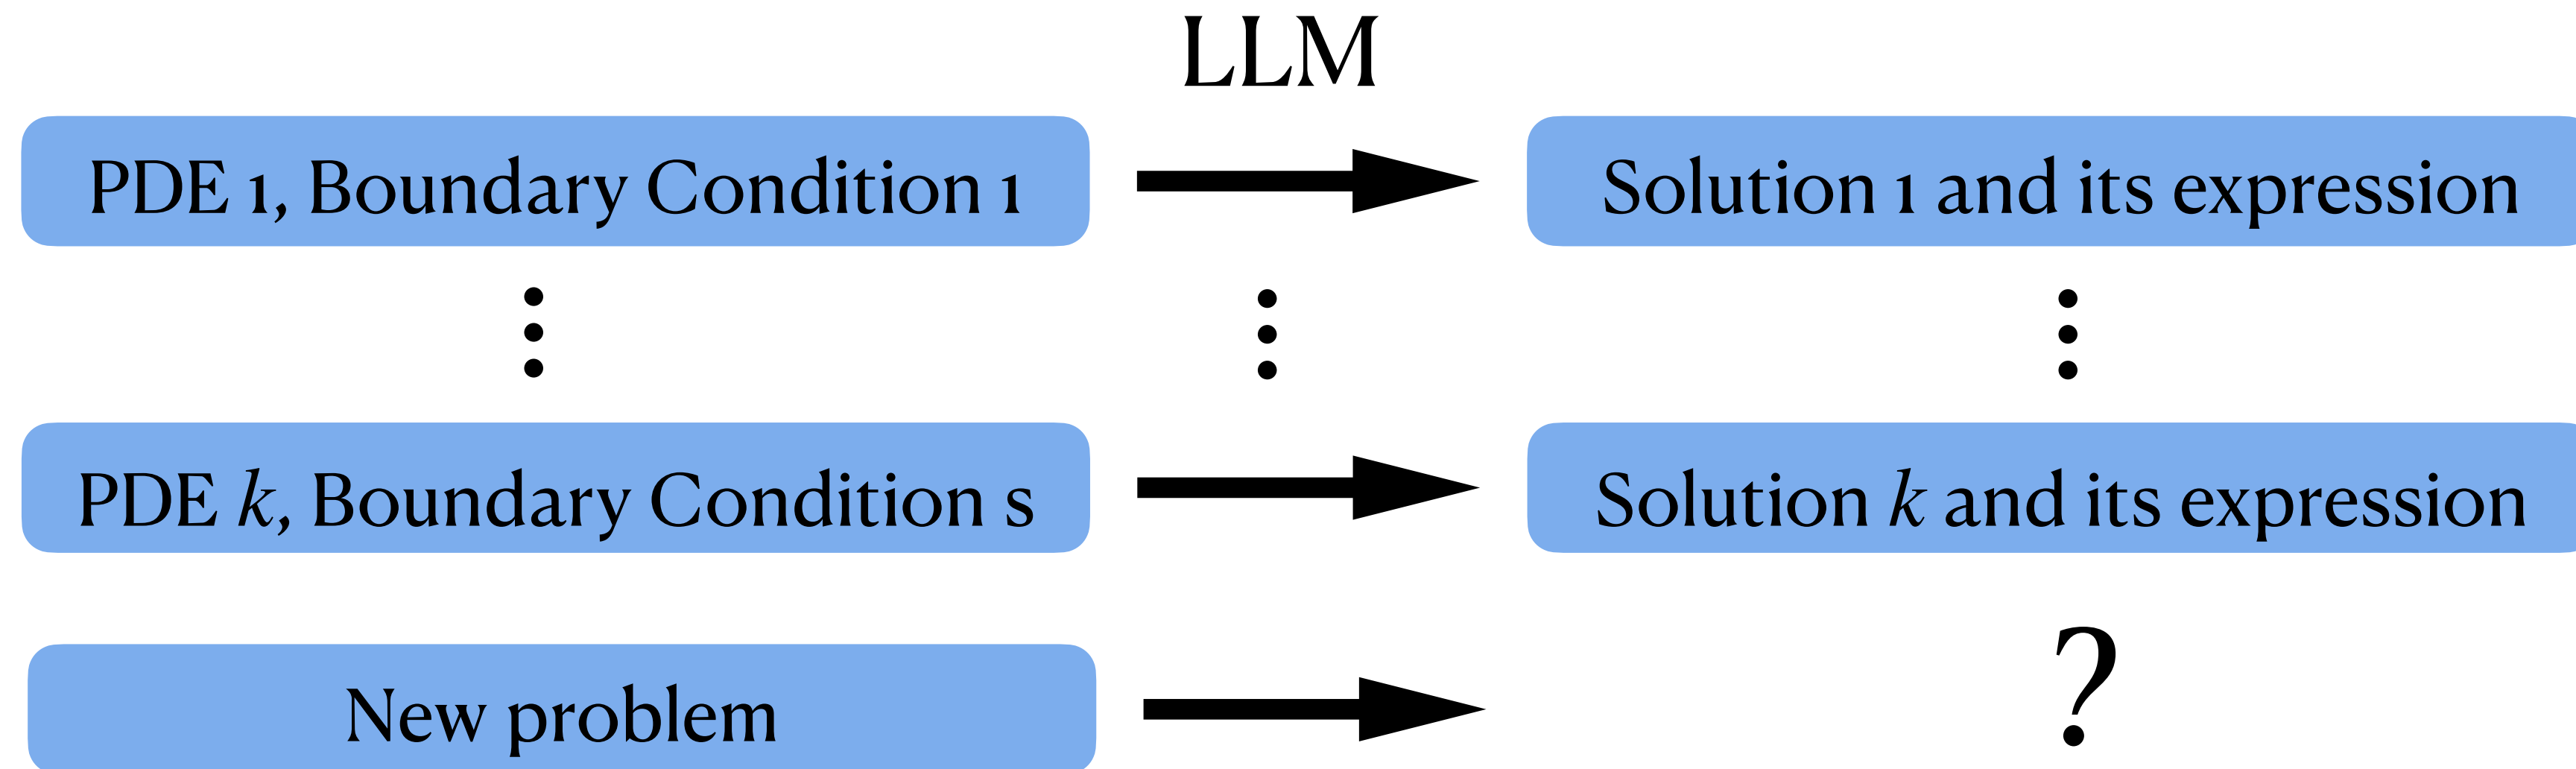 LLM
PDE 1, Boundary Condition 1
Solution 1 and its expression
PDE k, Boundary Condition s
Solution k and its expression
New problem
?